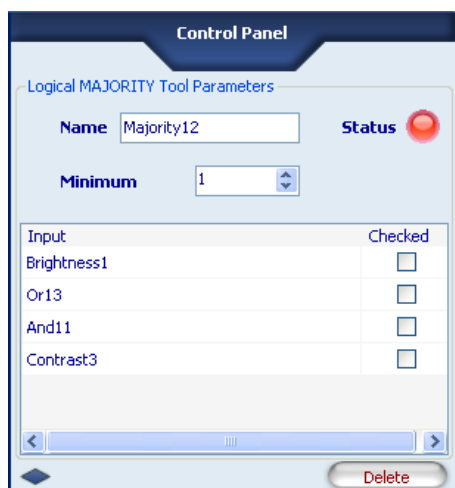 Control Panel
Logical MAJORITY Tool Parameters
Name Majority12 Status
Minimum 1
Input Checked
Brightness1
Or13
And11
Contrast3
Delete